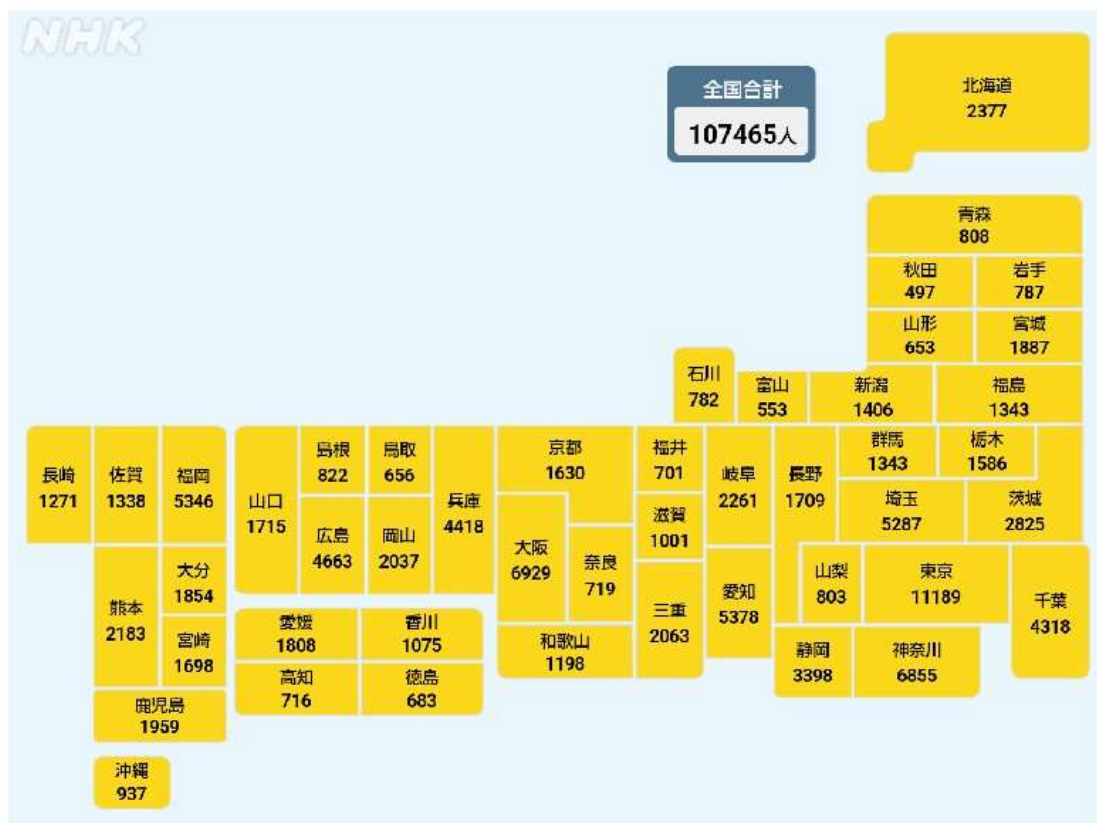 NHK
全国合計
107465人
北海道
2377
青森
808
秋田
497
岩手
787
山形
653
宮城
1887
石川
782
富山
553
新潟
1406
福島
1343
長崎
1271
佐賀
1338
福岡
5346
山口
1715
島根
822
鳥取
656
兵庫
4418
京都
1630
福井
701
岐阜
2261
長野
1709
群馬
1343
栃木
1586
広島
4663
岡山
2037
大阪
6929
奈良
719
滋賀
1001
埼玉
5287
茨城
2825
熊本
2183
大分
1854
宮崎
1698
三重
2063
愛知
5378
山梨
803
東京
11189
千葉
4318
愛媛
1808
香川
1075
和歌山
1198
静岡
3398
神奈川
6855
高知
716
徳島
683
鹿児島
1959
沖縄
937